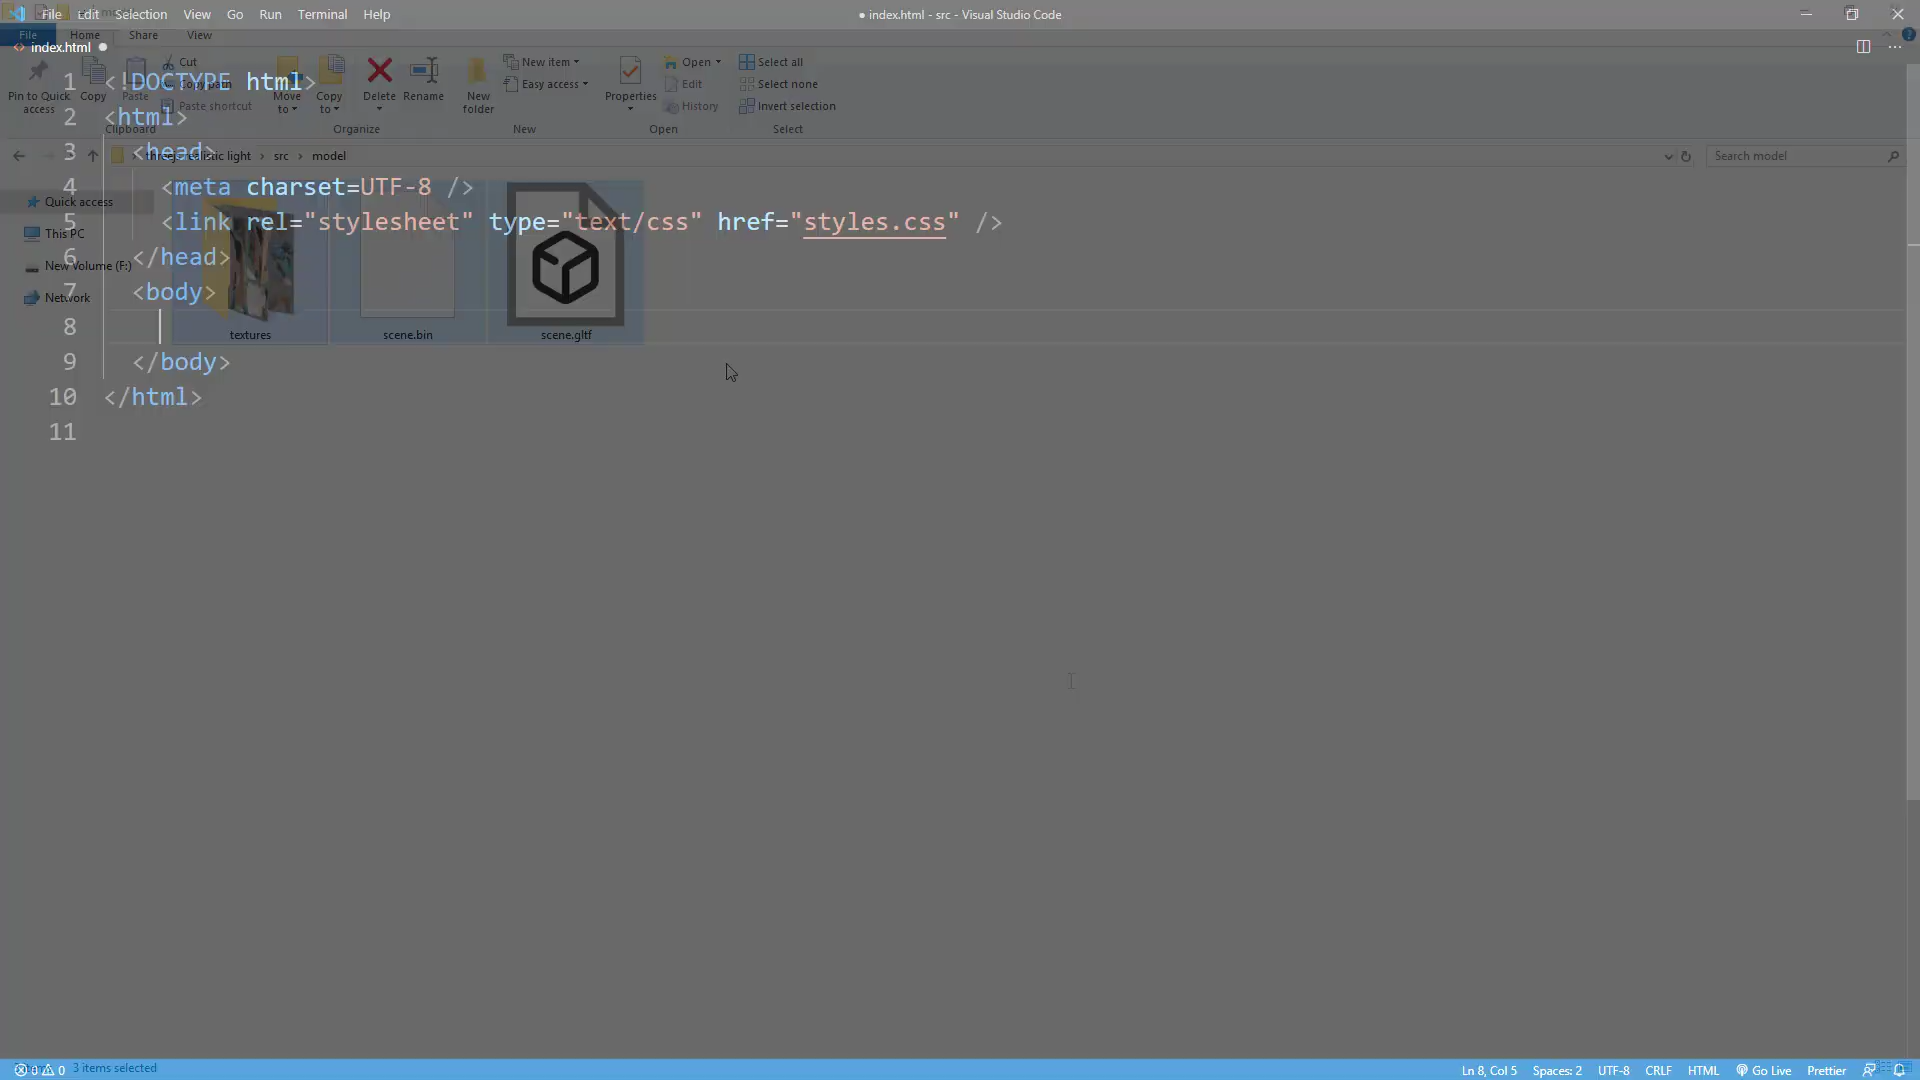 File Edit Selection View Go Run Terminal Help
● index.html - src - Visual Studio Code
File Home Share View
<> index.html ●
Cut
New item
Open
Select all
Copy path
Easy access
Edit
Select none
Pin to Quick access
Copy
Paste
Paste shortcut
Move to
Copy to
Delete
Rename
New folder
Properties
History
Invert selection
Clipboard
Organize
New
Open
Select
realistic light › src › model
Search model
Quick access
This PC
New Volume (F:)
Network
textures
scene.bin
scene.gltf
1 <!DOCTYPE html>
2 <html>
3 <head>
4 <meta charset=UTF-8 />
5 <link rel="stylesheet" type="text/css" href="styles.css" />
6 </head>
7 <body>
8
9 </body>
10 </html>
11
0 0
3 items selected
Ln 8, Col 5 Spaces: 2 UTF-8 CRLF HTML Go Live Prettier